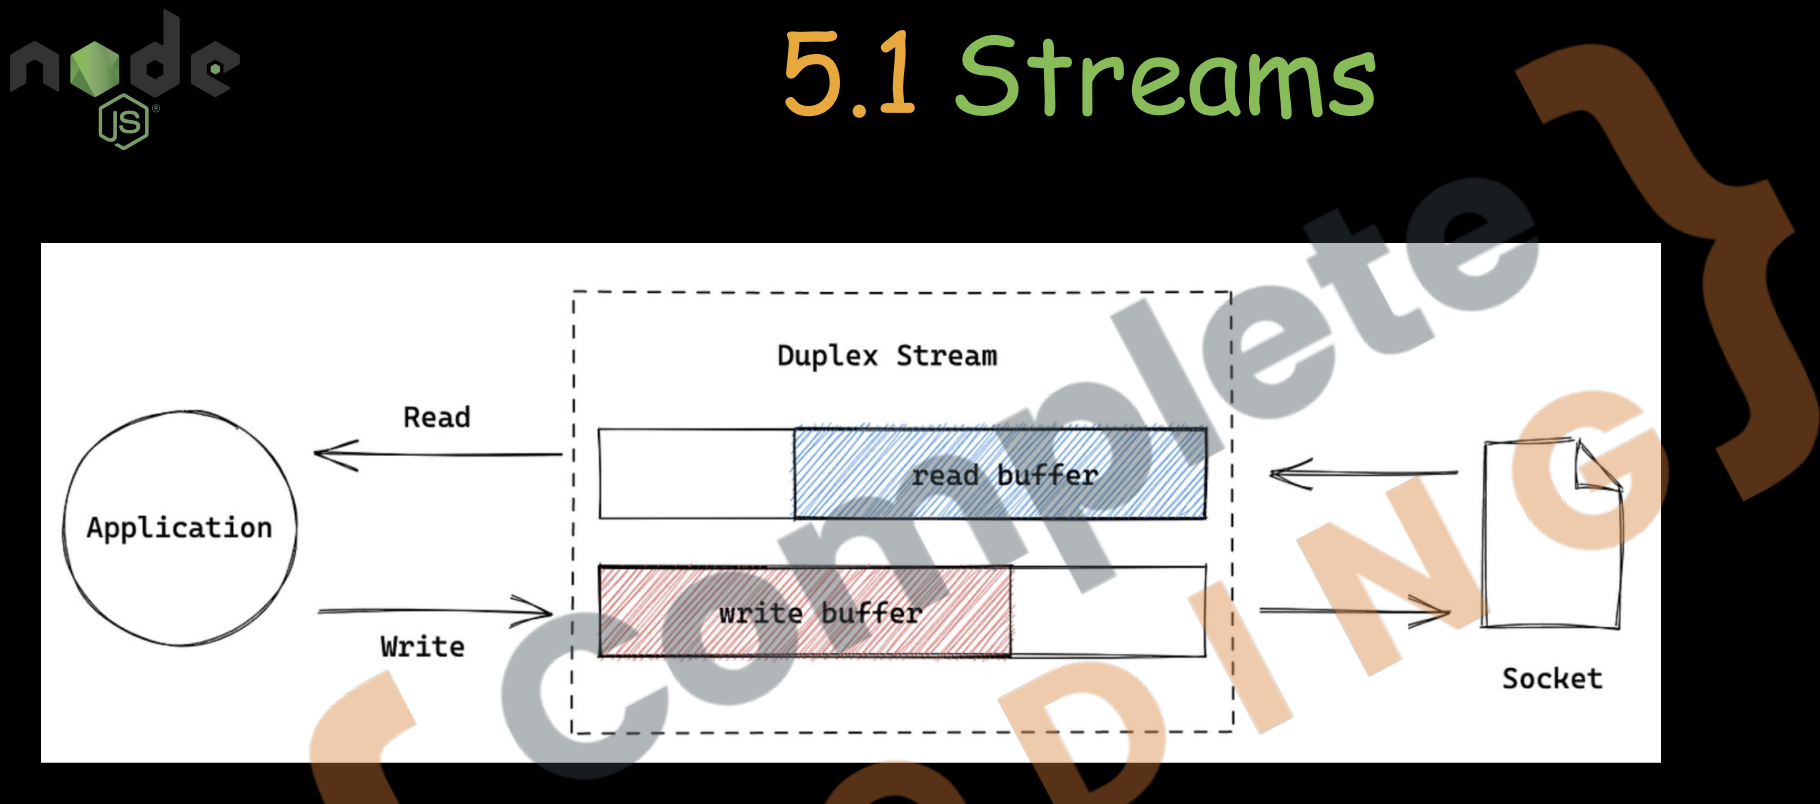 node
JS
5.1 Streams
Duplex Stream
Read
read buffer
Application
write buffer
Write
Socket
Complete
CODING